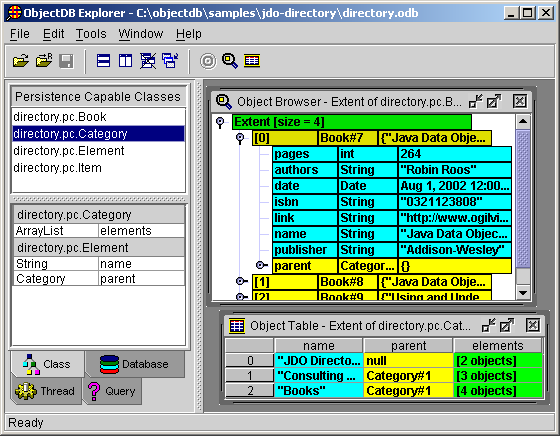 ObjectDB Explorer - C:\objectdb\samples\jdo-directory\directory.odb
File Edit Tools Window Help
Persistence Capable Classes
directory.pc.Book
directory.pc.Category
directory.pc.Element
directory.pc.Item
directory.pc.Category
ArrayList elements
directory.pc.Element
String name
Category parent
Class Database
Thread Query
Object Browser - Extent of directory.pc.B...
Extent [size = 4]
[0] Book#7 {"Java Data Obje...
pages int 264
authors String "Robin Roos"
date Date Aug 1, 2002 12:00...
isbn String "0321123808"
link String "http://www.ogilvi...
name String "Java Data Objec...
publisher String "Addison-Wesley"
parent Categor... {}
[1] Book#8 {"Java Data Obje...
[2] Book#9 {"Using and Unde...
Object Table - Extent of directory.pc.Cat...
name parent elements
0 "JDO Directo... null [2 objects]
1 "Consulting ... Category#1 [3 objects]
2 "Books" Category#1 [4 objects]
Ready